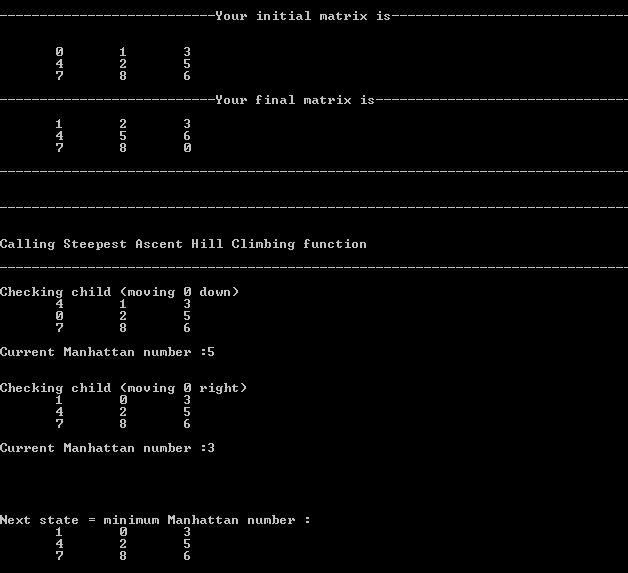 ---------------------------Your initial matrix is------------------------------
0 1 3
4 2 5
7 8 6
---------------------------Your final matrix is--------------------------------
1 2 3
4 5 6
7 8 0
-------------------------------------------------------------------------------
-------------------------------------------------------------------------------
Calling Steepest Ascent Hill Climbing function
-------------------------------------------------------------------------------
Checking child (moving 0 down)
4 1 3
0 2 5
7 8 6
Current Manhattan number :5
Checking child (moving 0 right)
1 0 3
4 2 5
7 8 6
Current Manhattan number :3
Next state = minimum Manhattan number :
1 0 3
4 2 5
7 8 6